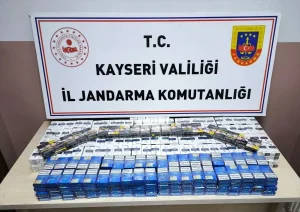 T.C.
KAYSERİ VALİLİĞİ
İL JANDARMA KOMUTANLIĞI